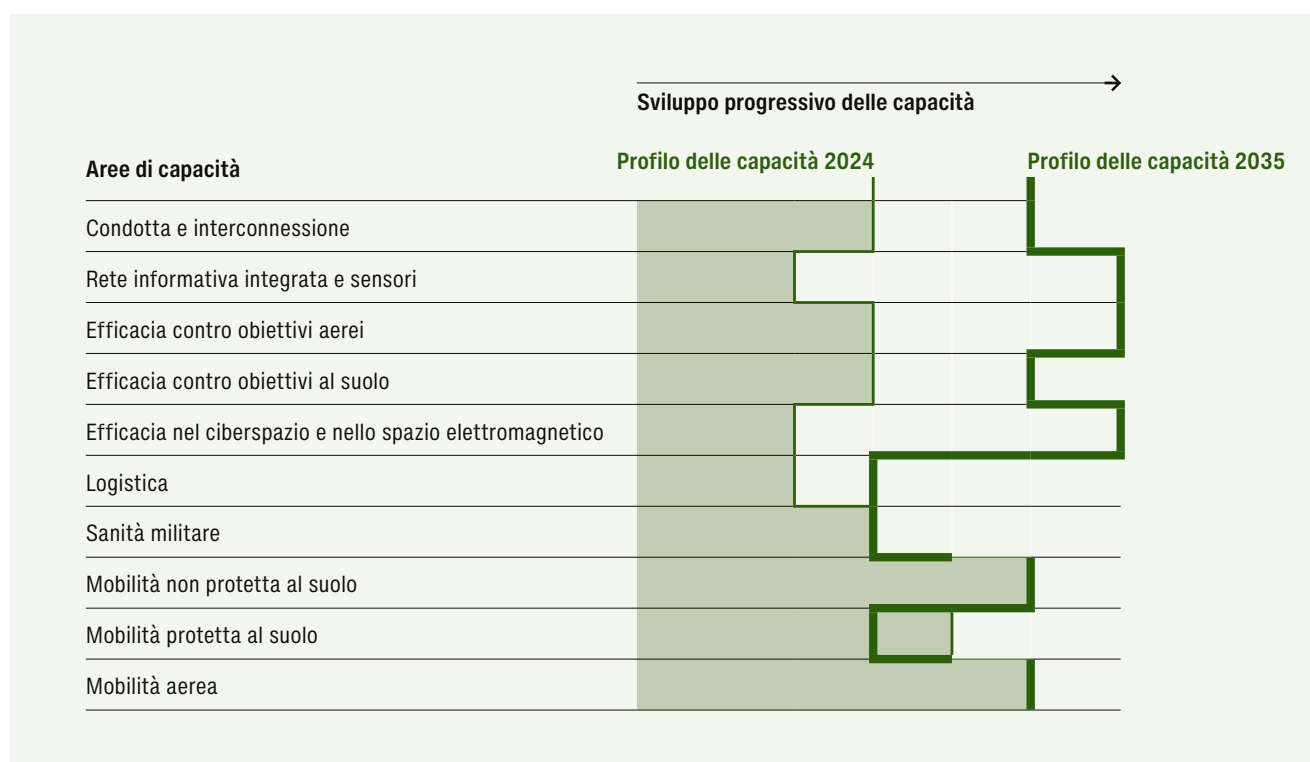 Sviluppo progressivo delle capacità
Aree di capacità
Profilo delle capacità 2024
Profilo delle capacità 2035
Condotta e interconnessione
Rete informativa integrata e sensori
Efficacia contro obiettivi aerei
Efficacia contro obiettivi al suolo
Efficacia nel ciberspazio e nello spazio elettromagnetico
Logistica
Sanità militare
Mobilità non protetta al suolo
Mobilità protetta al suolo
Mobilità aerea